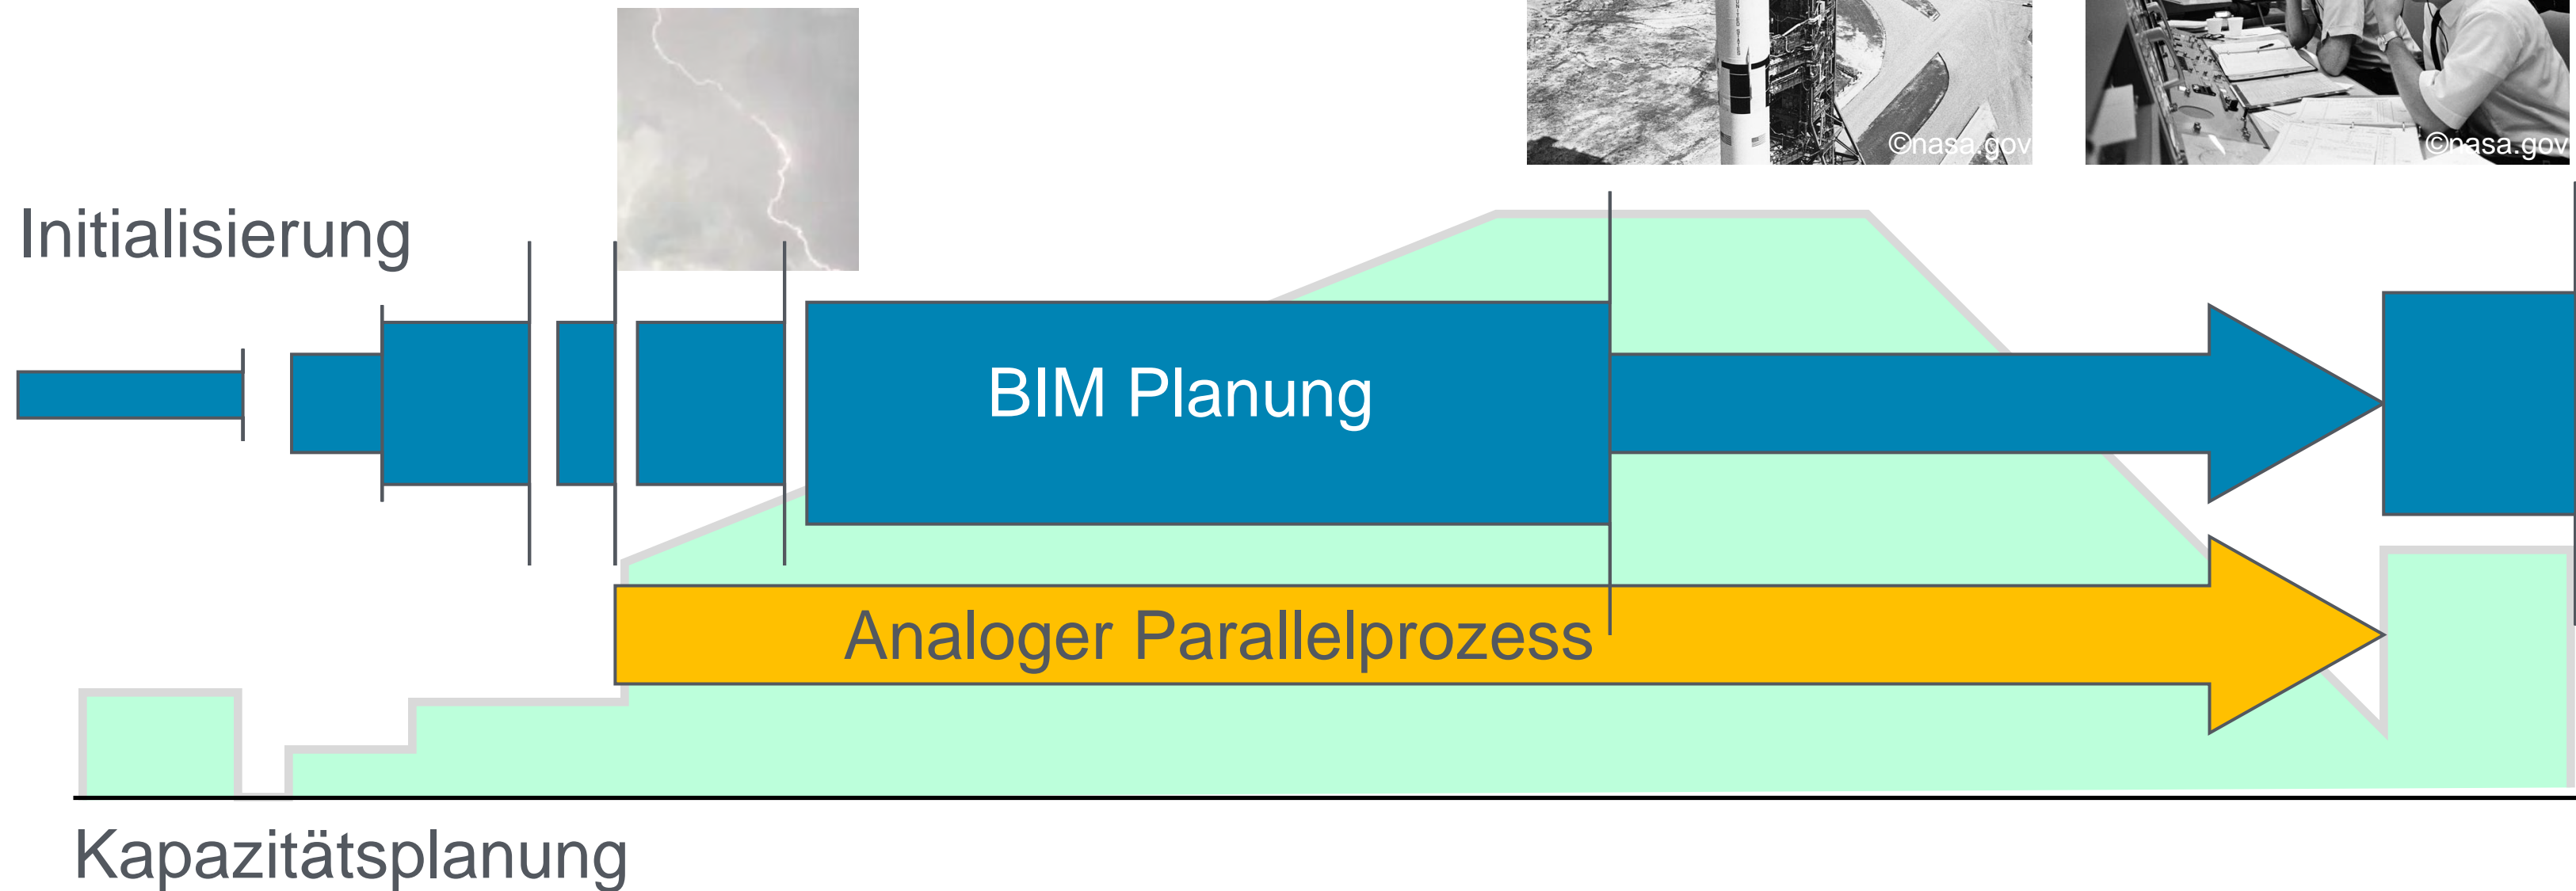 ©nasa.gov
©nasa.gov
Initialisierung
BIM Planung
Analoger Parallelprozess
Kapazitätsplanung